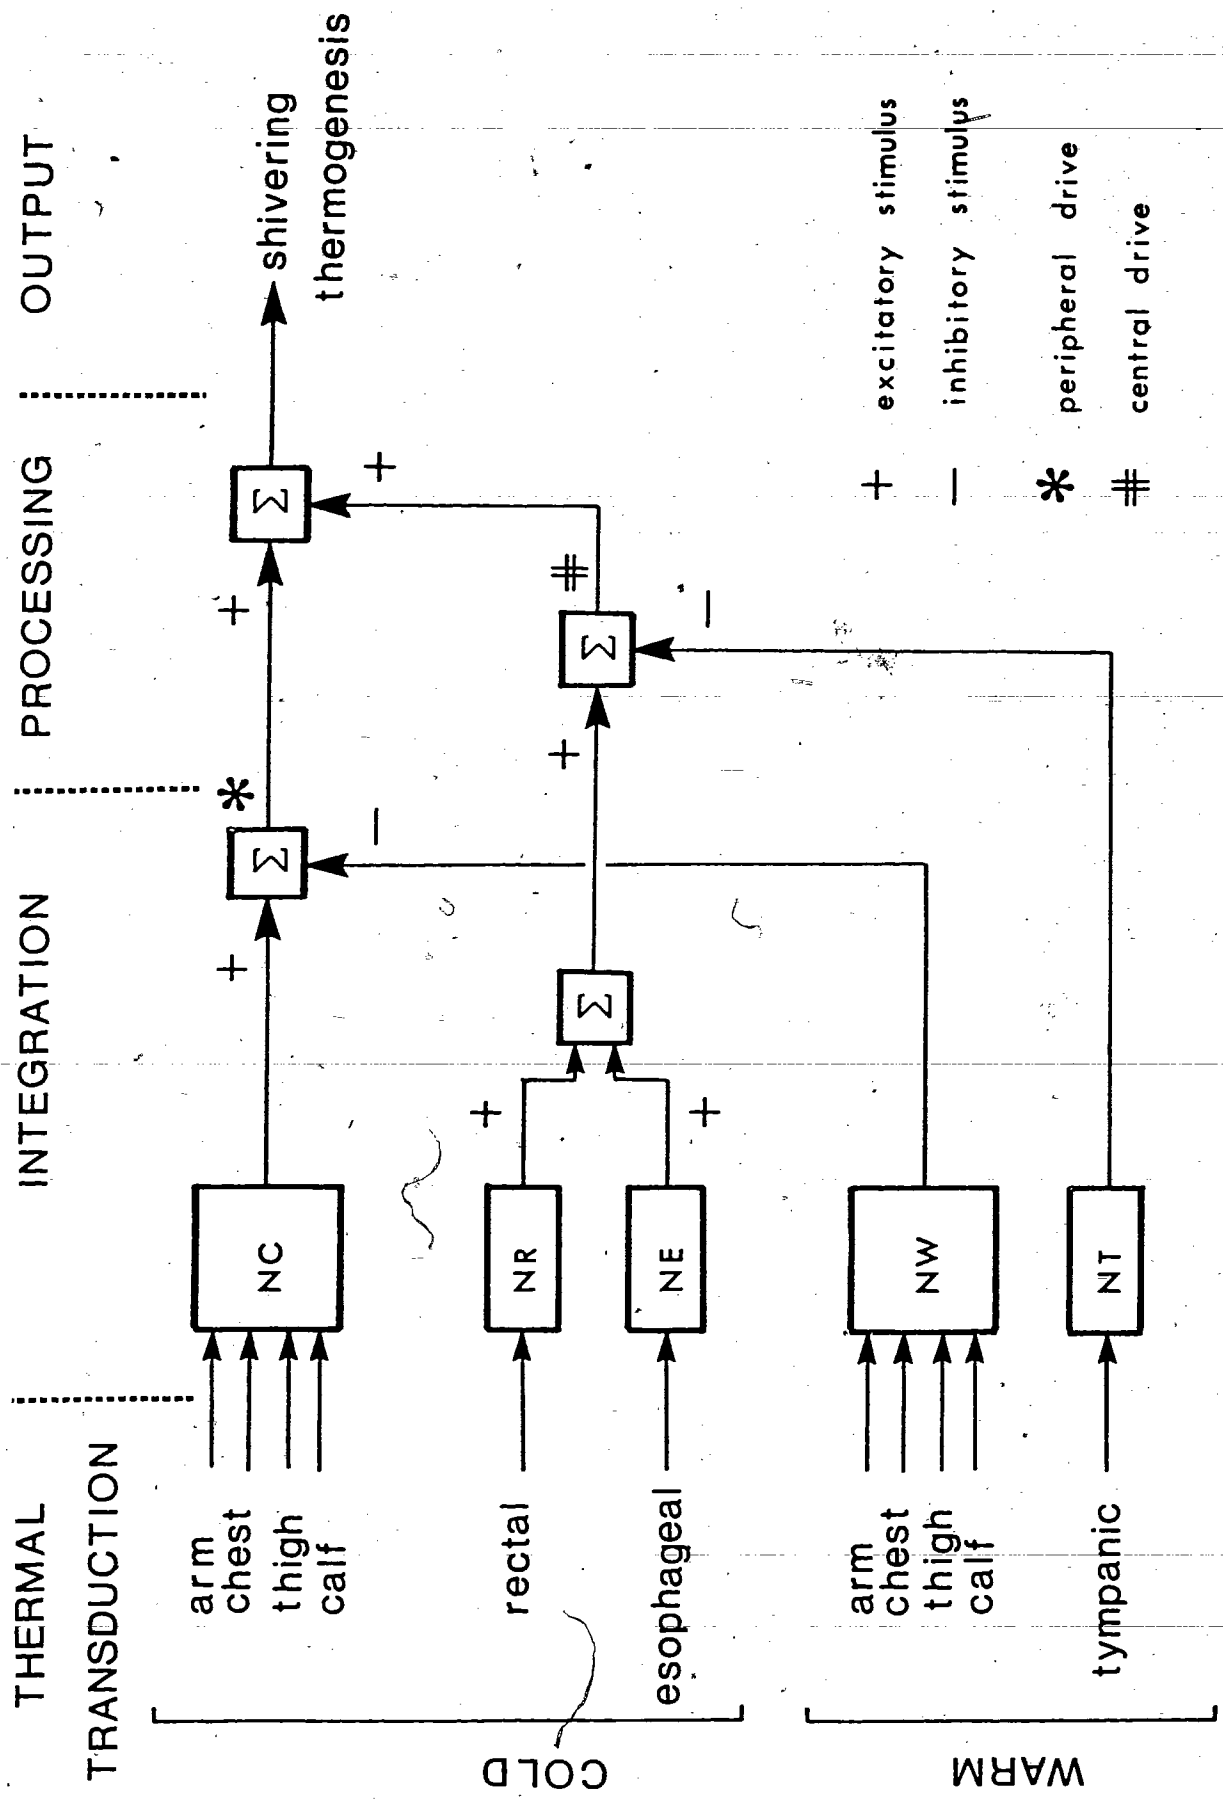 THERMAL
TRANSDUCTION
INTEGRATION
PROCESSING
OUTPUT
COLD
arm
chest
thigh
calf
NC
+
Σ
*
+
Σ
shivering
thermogenesis
rectal
NR
+
esophageal
NE
+
Σ
+
Σ
#
+
−
−
WARM
arm
chest
thigh
calf
NW
tympanic
NT
+ excitatory stimulus
− inhibitory stimulus
* peripheral drive
# central drive